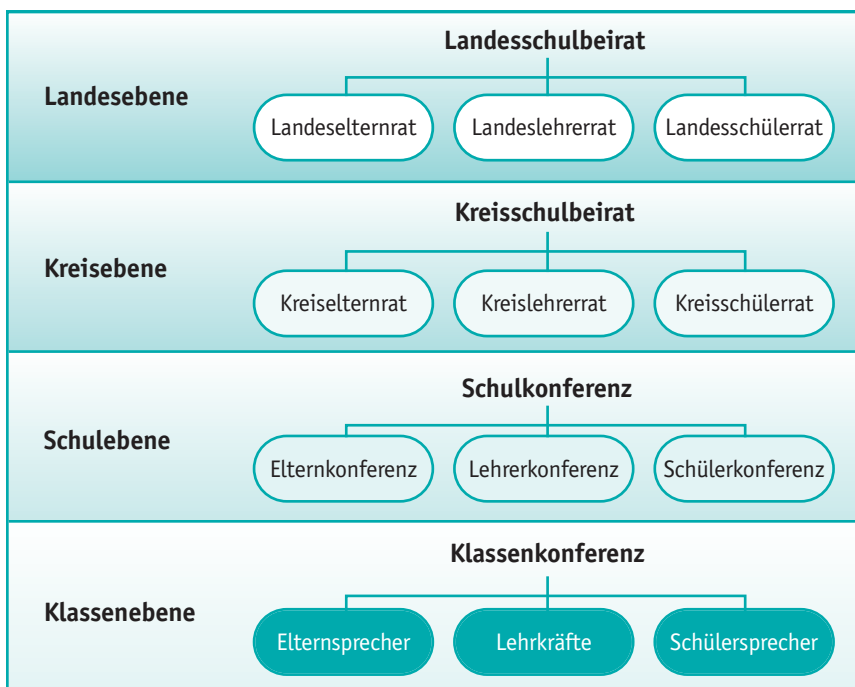 Landesschulbeirat
Landesebene
Landeselternrat Landeslehrerrat Landesschülerrat
Kreisschulbeirat
Kreisebene
Kreiselternrat Kreislehrerrat Kreisschülerrat
Schulkonferenz
Schulebene
Elternkonferenz Lehrerkonferenz Schülerkonferenz
Klassenkonferenz
Klassenebene
Elternsprecher Lehrkräfte Schülersprecher